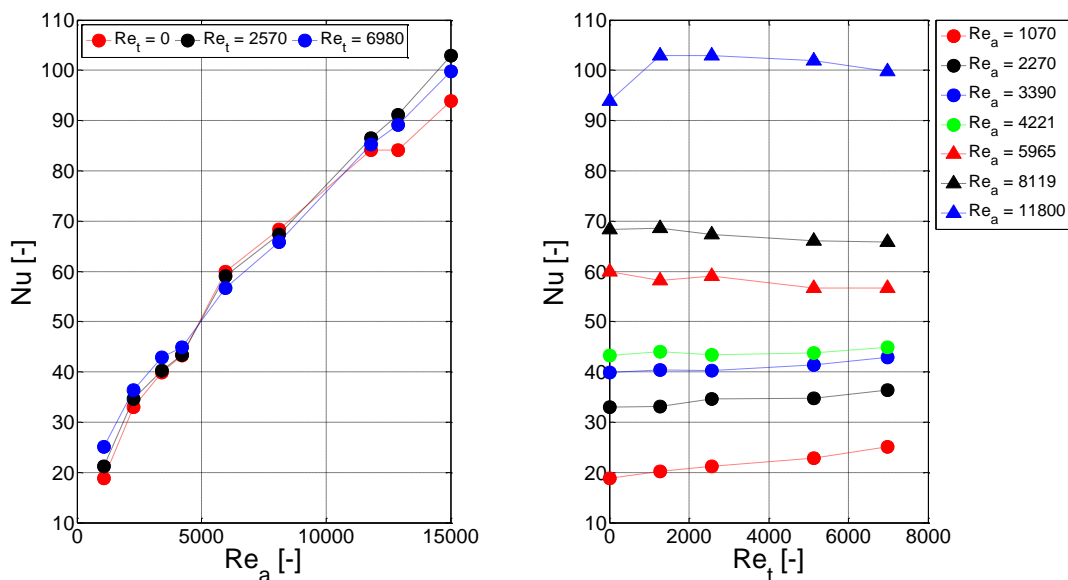 Re_t = 0 Re_t = 2570 Re_t = 6980
110
100
90
80
70
60
50
40
30
20
10
Nu [-]
0 5000 10000 15000
Re_a [-]
110
100
90
80
70
60
50
40
30
20
10
Nu [-]
0 2000 4000 6000 8000
Re_t [-]
Re_a = 1070
Re_a = 2270
Re_a = 3390
Re_a = 4221
Re_a = 5965
Re_a = 8119
Re_a = 11800